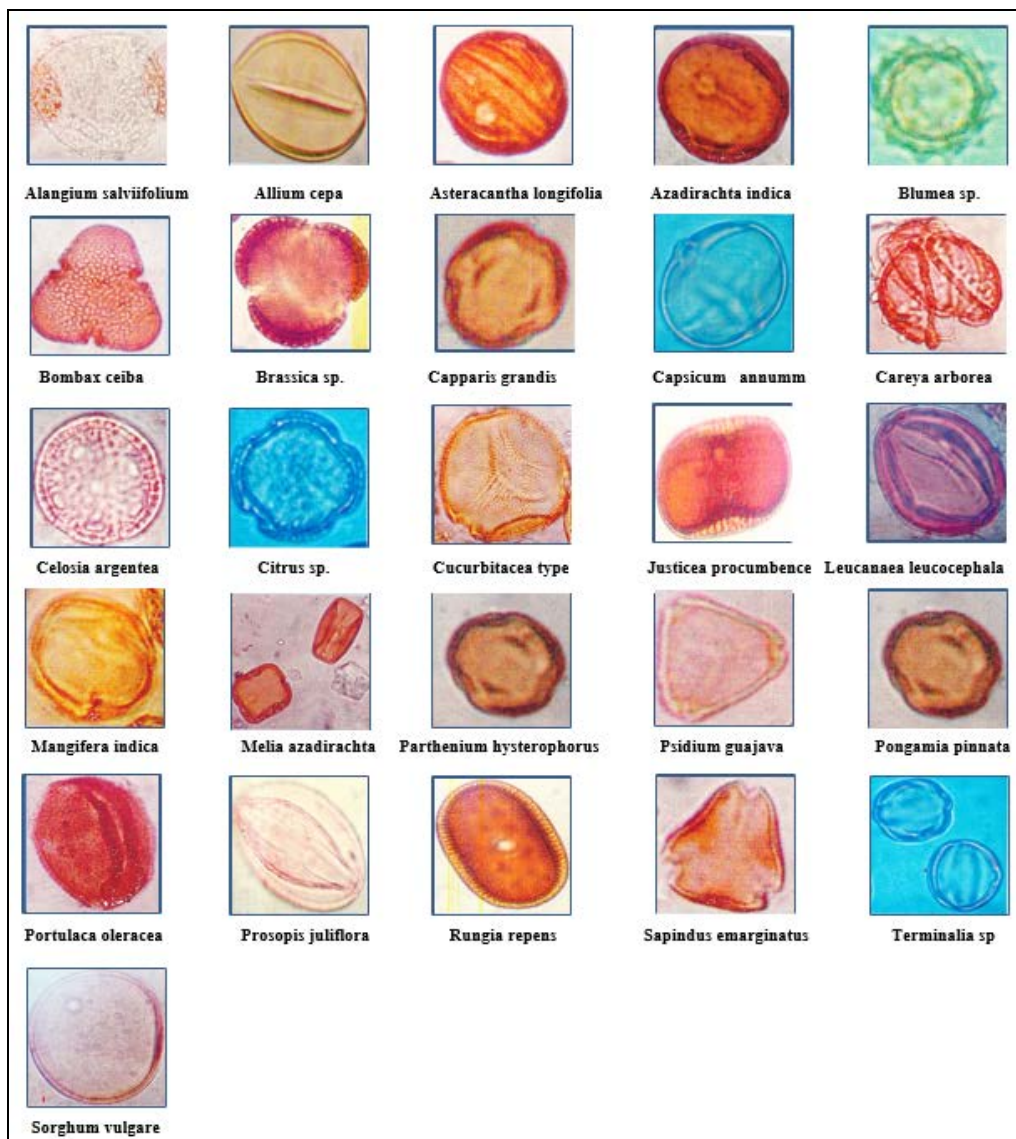 Alangium salviifolium Allium cepa Asteracantha longifolia Azadirachta indica Blumea sp.
Bombax ceiba Brassica sp. Capparis grandis Capsicum annumm Careya arborea
Celosia argentea Citrus sp. Cucurbitacea type Justicea procumbence Leucanaea leucocephala
Mangifera indica Melia azadirachta Parthenium hysterophorus Psidium guajava Pongamia pinnata
Portulaca oleracea Prosopis juliflora Rungia repens Sapindus emarginatus Terminalia sp
Sorghum vulgare